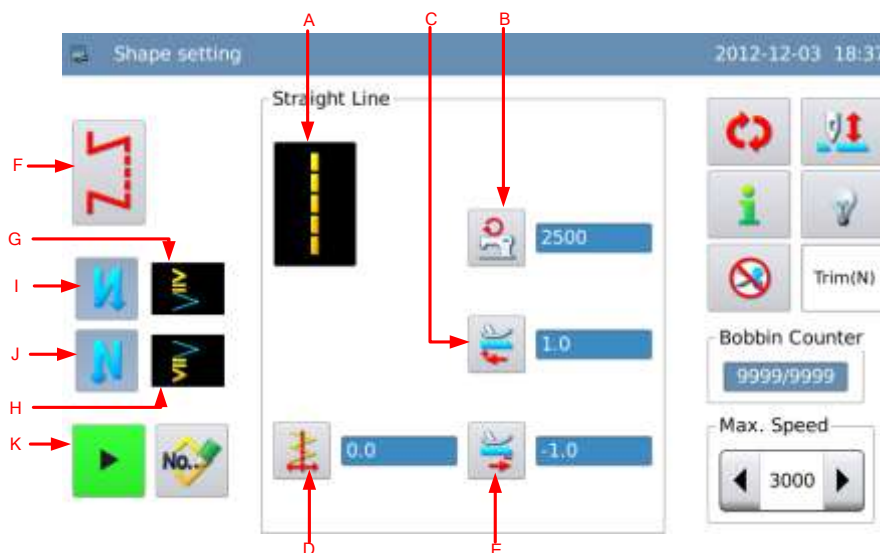 A C B
Shape setting 2012-12-03 18:37
Straight Line
F
G
2500
I
Trim(N)
J
1.0
Bobbin Counter
9999/9999
H
Max. Speed
K
No..
0.0
-1.0
3000
D E